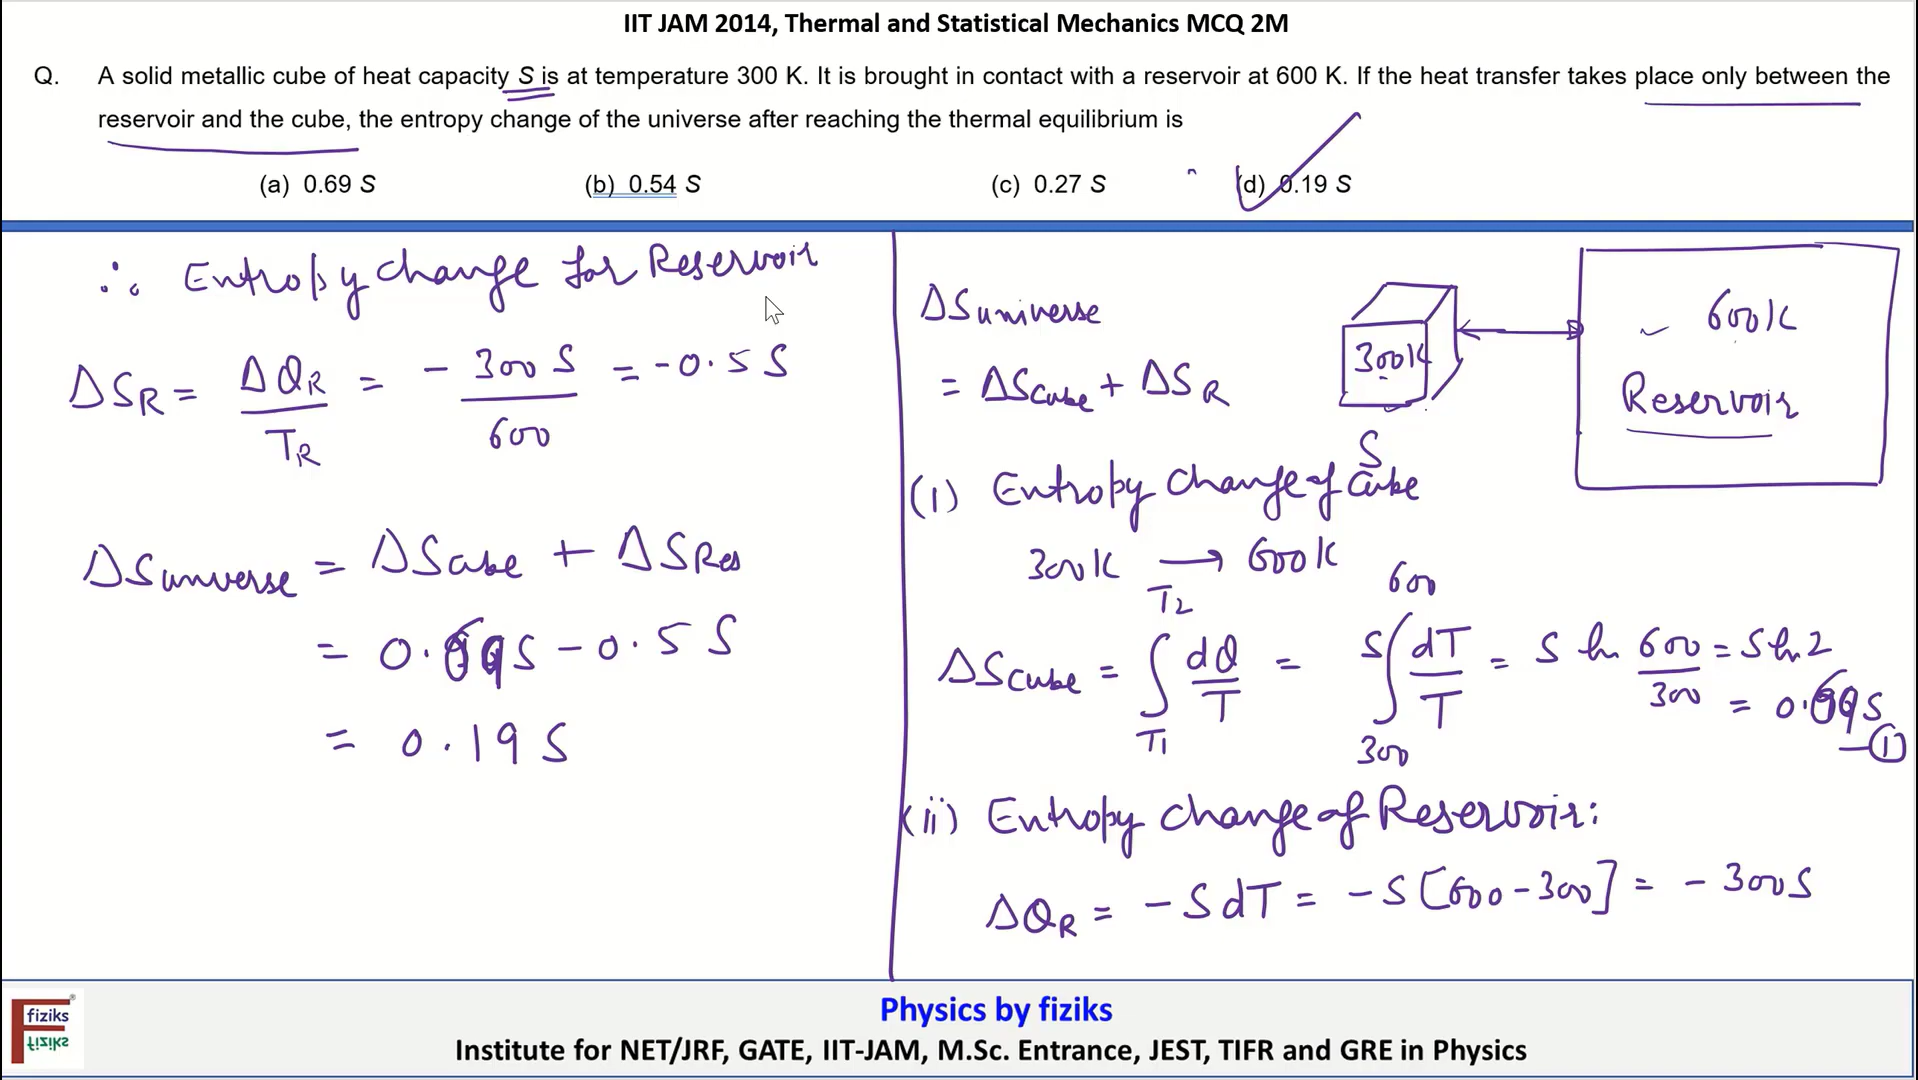 IIT JAM 2014, Thermal and Statistical Mechanics MCQ 2M
Q. A solid metallic cube of heat capacity S is at temperature 300 K. It is brought in contact with a reservoir at 600 K. If the heat transfer takes place only between the
reservoir and the cube, the entropy change of the universe after reaching the thermal equilibrium is
(a) 0.69 S (b) 0.54 S (c) 0.27 S (d) 0.19 S
∴ Entropy change for Reservoir
ΔS_R = ΔQ_R / T_R = - 300 S / 600 = -0.5 S
ΔS_universe = ΔS_cube + ΔS_Res
= 0.69 S - 0.5 S
= 0.19 S
ΔS_universe
= ΔS_cube + ΔS_R
300K
S
600K
Reservoir
(i) Entropy change of cube
300K → 600K
ΔS_cube = ∫_T1^T2 dQ/T = S ∫_300^600 dT/T = S ln 600/300 = S ln 2
= 0.69 S
—①
(ii) Entropy change of Reservoir:
ΔQ_R = - S dT = - S [600 - 300] = - 300 S
fiziks
fiziks
Physics by fiziks
Institute for NET/JRF, GATE, IIT-JAM, M.Sc. Entrance, JEST, TIFR and GRE in Physics